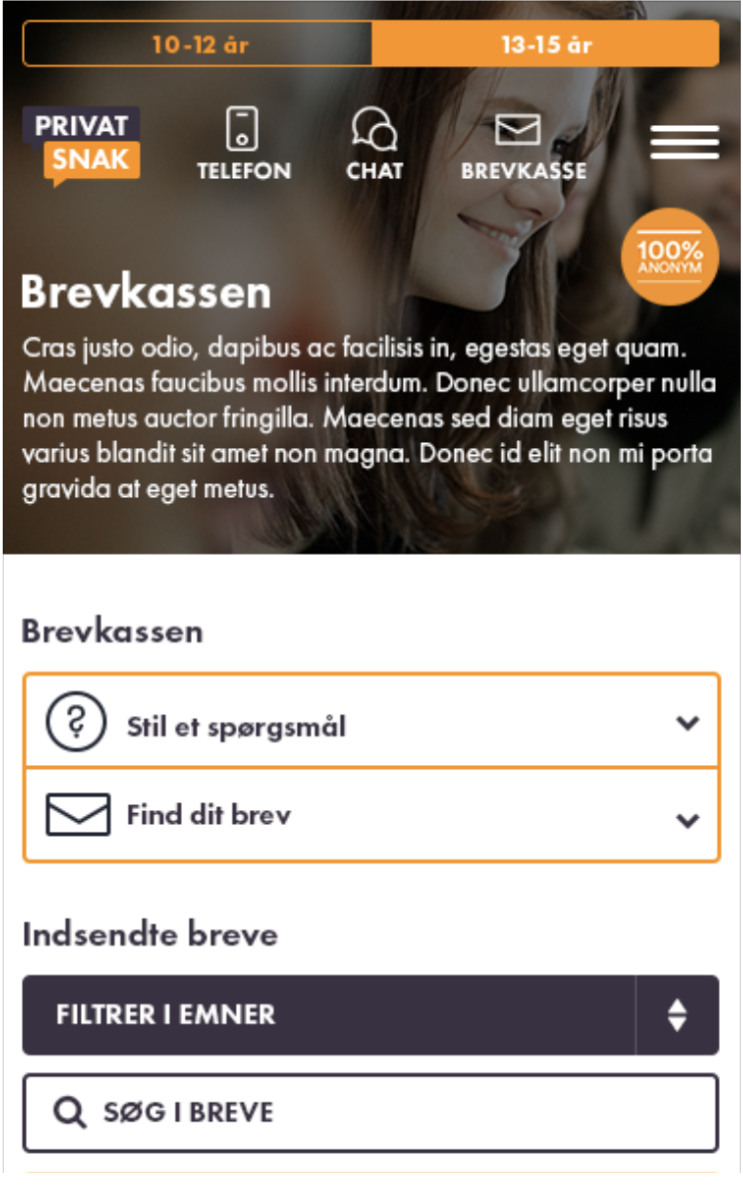 10-12 år
13-15 år
PRIVAT
SNAK
TELEFON
CHAT
BREVKASSE
100%
ANONYM
Brevkassen
Cras justo odio, dapibus ac facilisis in, egestas eget quam.
Maecenas faucibus mollis interdum. Donec ullamcorper nulla
non metus auctor fringilla. Maecenas sed diam eget risus
varius blandit sit amet non magna. Donec id elit non mi porta
gravida at eget metus.
Brevkassen
Stil et spørgsmål
Find dit brev
Indsendte breve
FILTRER I EMNER
SØG I BREVE